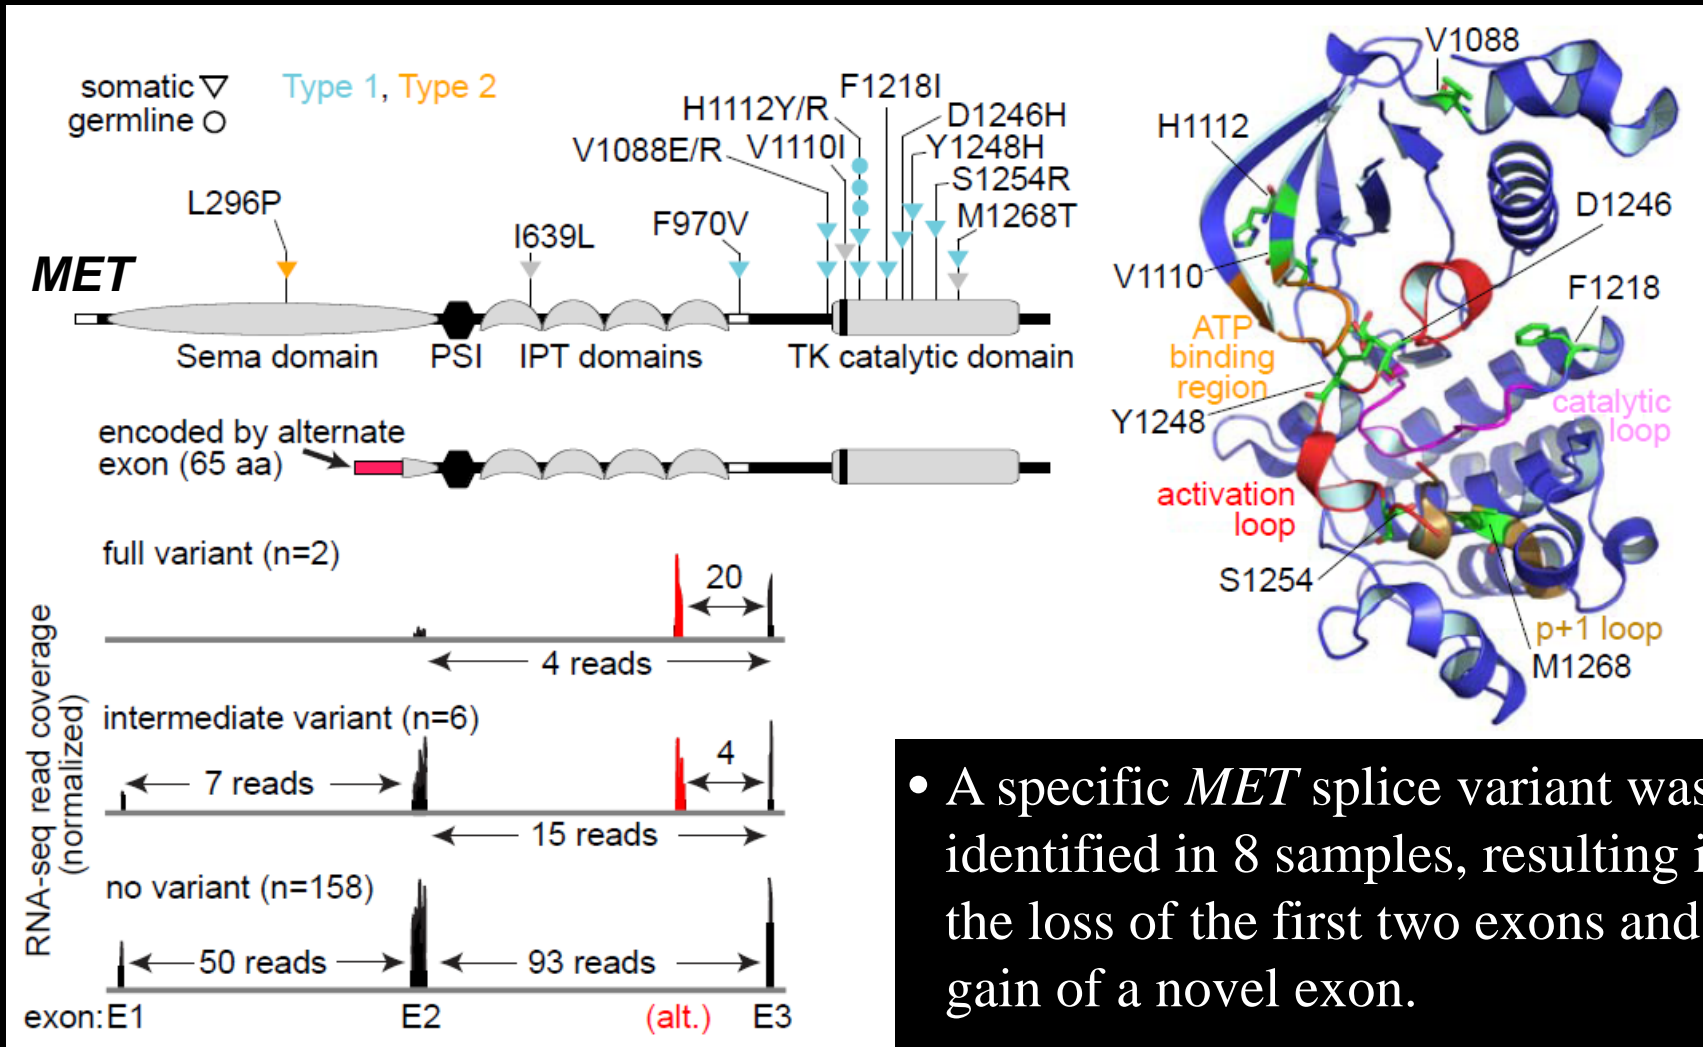 somatic
germline
Type 1, Type 2
F1218I
H1112Y/R
D1246H
V1088E/R
V1110I
Y1248H
S1254R
L296P
I639L
F970V
M1268T
MET
Sema domain
PSI
IPT domains
TK catalytic domain
encoded by alternate
exon (65 aa)
full variant (n=2)
20
4 reads
intermediate variant (n=6)
7 reads
4
15 reads
no variant (n=158)
50 reads
93 reads
RNA-seq read coverage
(normalized)
exon: E1
E2
(alt.)
E3
V1088
H1112
D1246
V1110
F1218
ATP
binding
region
Y1248
catalytic
loop
activation
loop
S1254
p+1 loop
M1268
• A specific MET splice variant was
identified in 8 samples, resulting i
the loss of the first two exons and
gain of a novel exon.